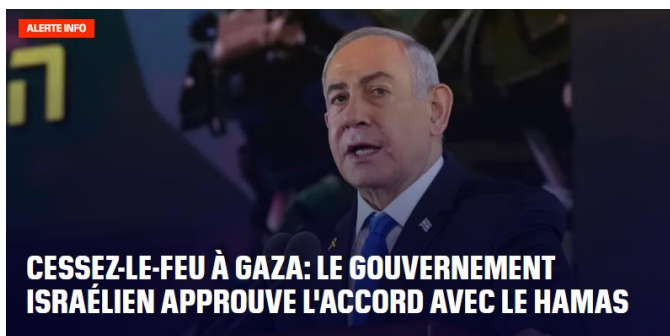 ALERTE INFO
CESSEZ-LE-FEU À GAZA: LE GOUVERNEMENT
ISRAÉLIEN APPROUVE L'ACCORD AVEC LE HAMAS